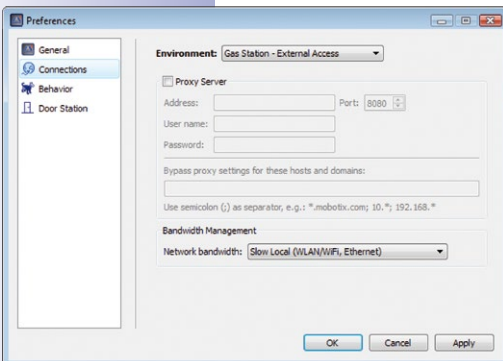 Preferences
General
Connections
Behavior
Door Station
Environment: Gas Station - External Access
Proxy Server
Address: Port: 8080
User name:
Password:
Bypass proxy settings for these hosts and domains:
Use semicolon (;) as separator, e.g.: *.mobotix.com; 10.*; 192.168.*
Bandwidth Management
Network bandwidth: Slow Local (WLAN/WiFi, Ethernet)
OK Cancel Apply